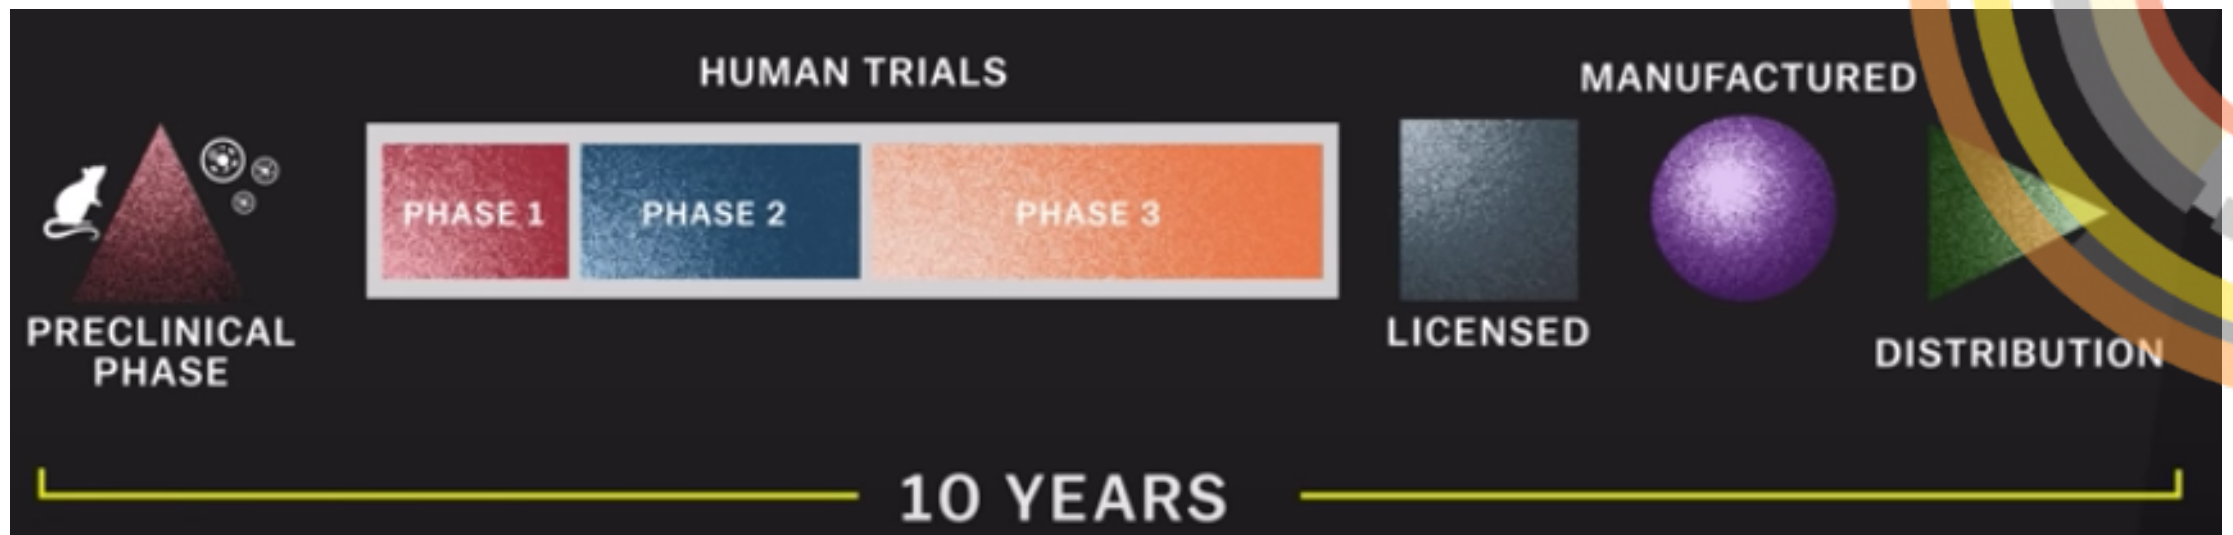 HUMAN TRIALS
MANUFACTURED
PHASE 1
PHASE 2
PHASE 3
PRECLINICAL
PHASE
LICENSED
DISTRIBUTION
10 YEARS